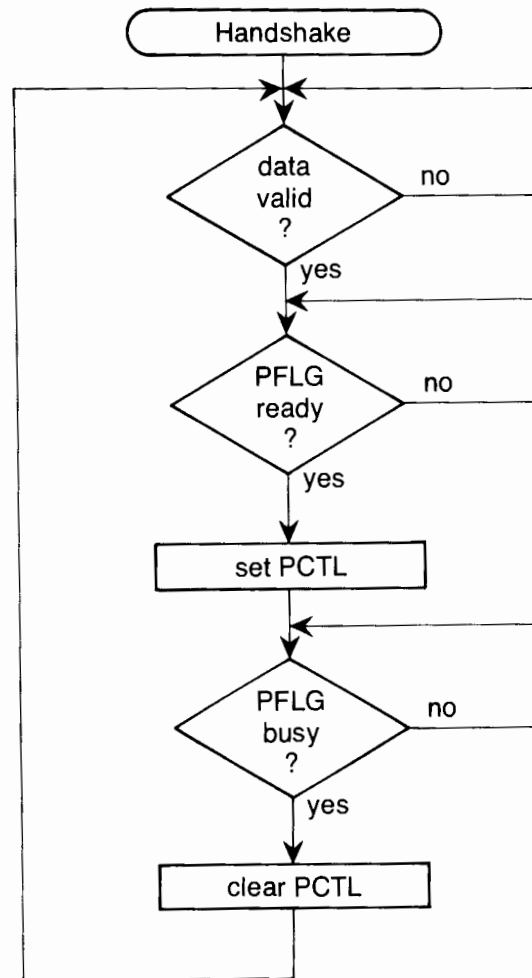 Handshake
data
valid
?
no
yes
PFLG
ready
?
no
yes
set PCTL
PFLG
busy
?
no
yes
clear PCTL